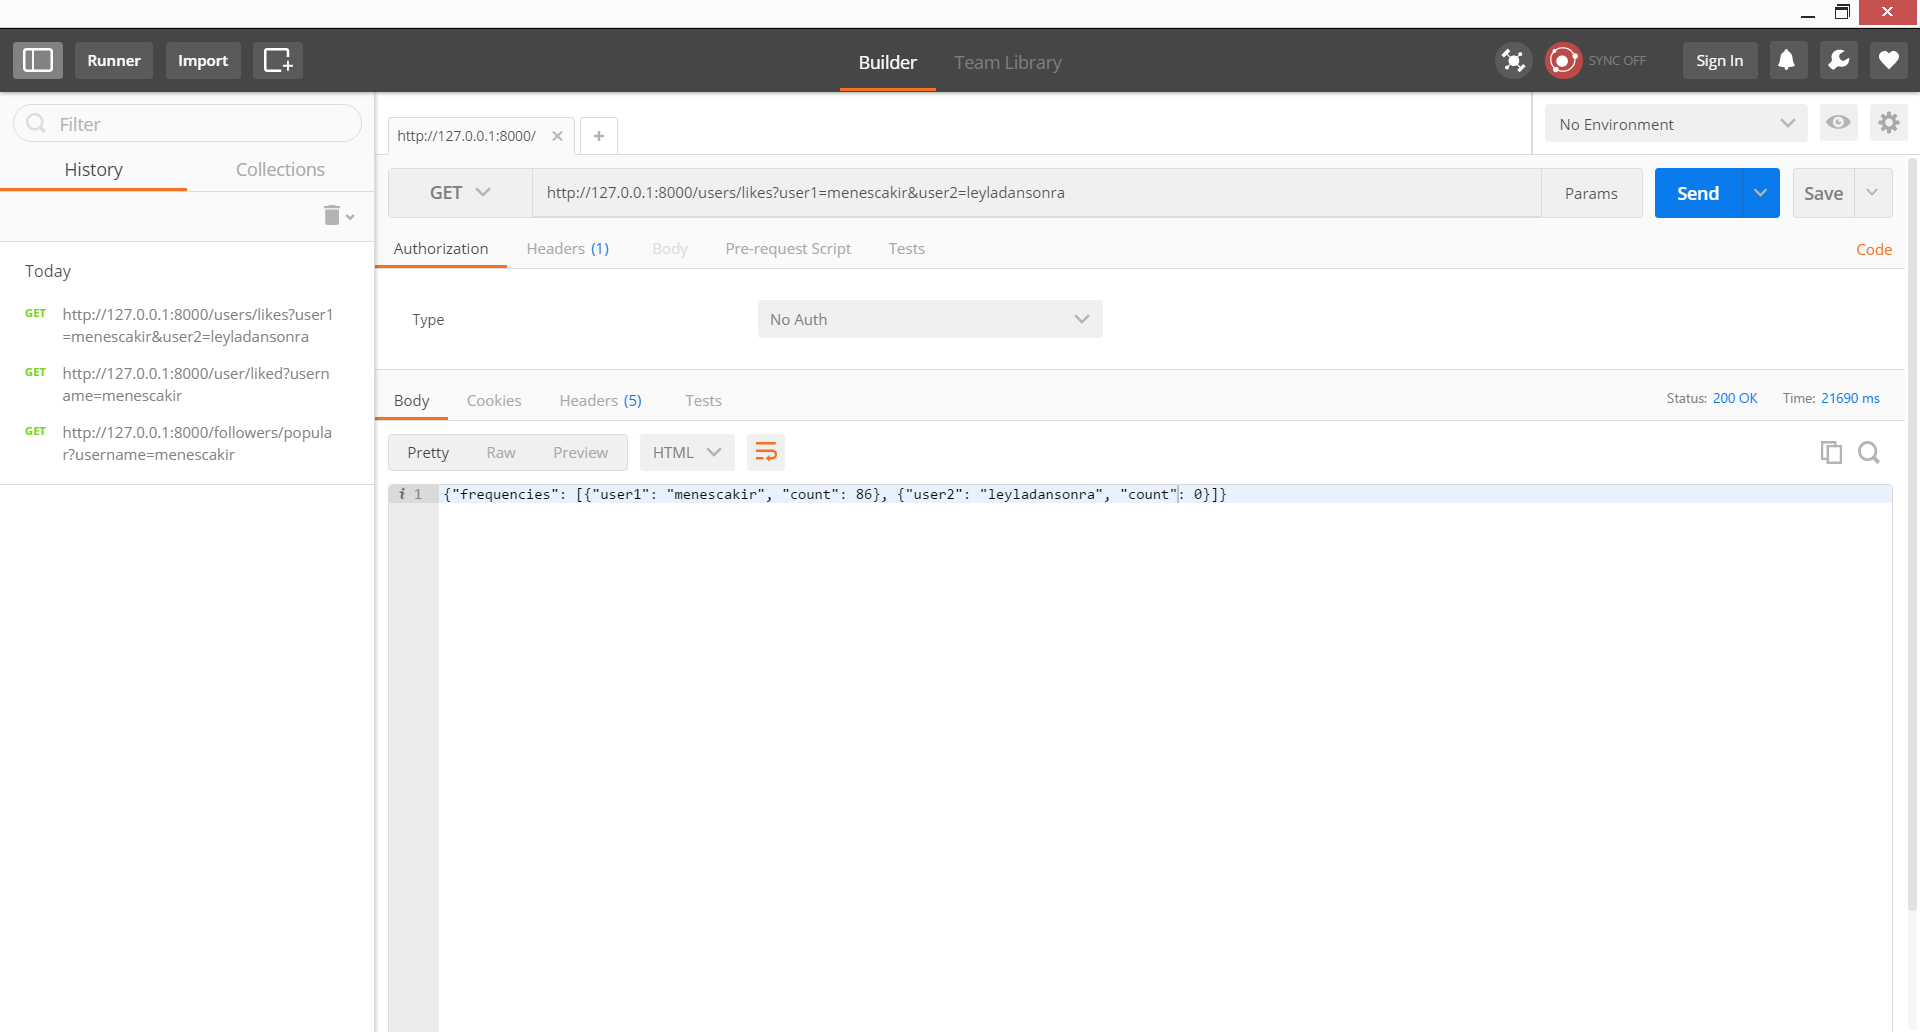 Runner
Import
Builder
Team Library
SYNC OFF
Sign In
Filter
History
Collections
Today
GET http://127.0.0.1:8000/users/likes?user1
=menescakir&user2=leyladansonra
GET http://127.0.0.1:8000/user/liked?usern
ame=menescakir
GET http://127.0.0.1:8000/followers/popula
r?username=menescakir
http://127.0.0.1:8000/
No Environment
GET
http://127.0.0.1:8000/users/likes?user1=menescakir&user2=leyladansonra
Params
Send
Save
Authorization
Headers (1)
Body
Pre-request Script
Tests
Code
Type
No Auth
Body
Cookies
Headers (5)
Tests
Status: 200 OK
Time: 21690 ms
Pretty
Raw
Preview
HTML
i 1
{"frequencies": [{"user1": "menescakir", "count": 86}, {"user2": "leyladansonra", "count": 0}]}